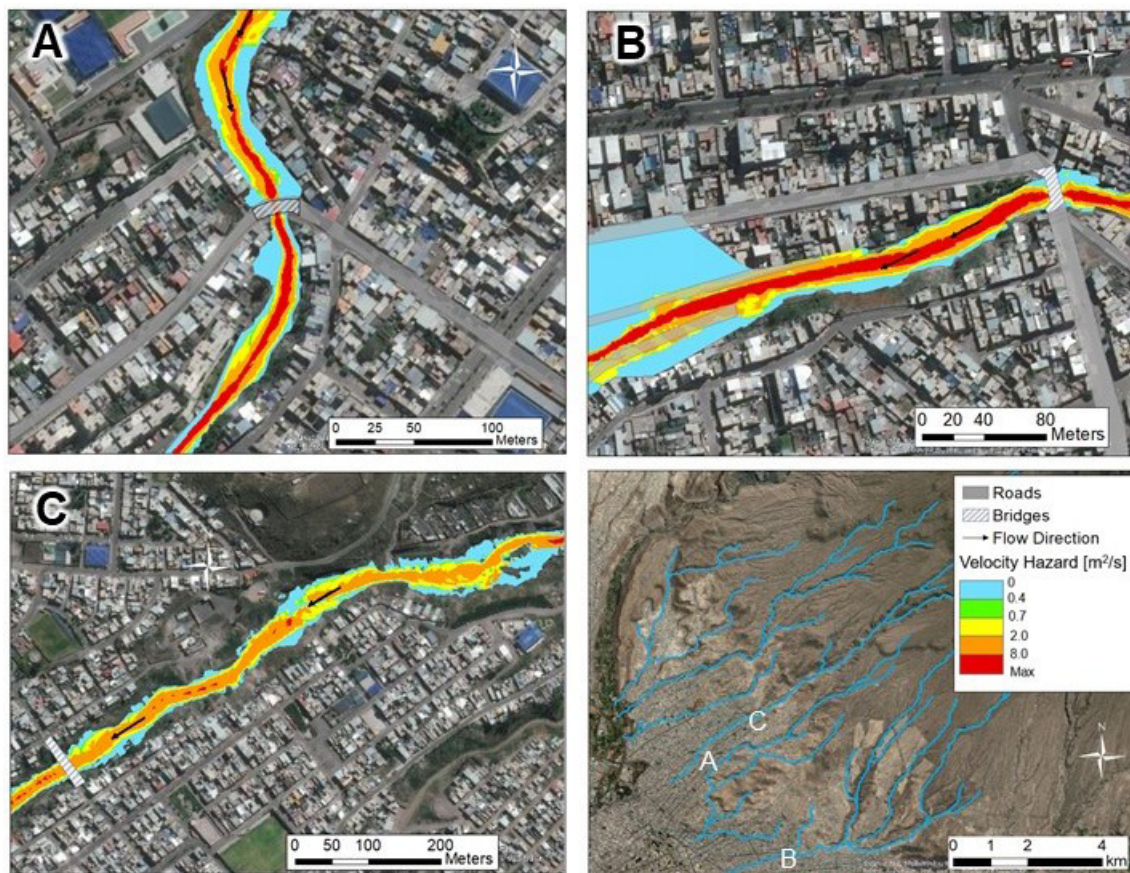 A
0 25 50 100
Meters
B
0 20 40 80
Meters
C
0 50 100 200
Meters
Roads
Bridges
Flow Direction
Velocity Hazard [m²/s]
0
0.4
0.7
2.0
8.0
Max
C
A
B
N
0 1 2 4
km